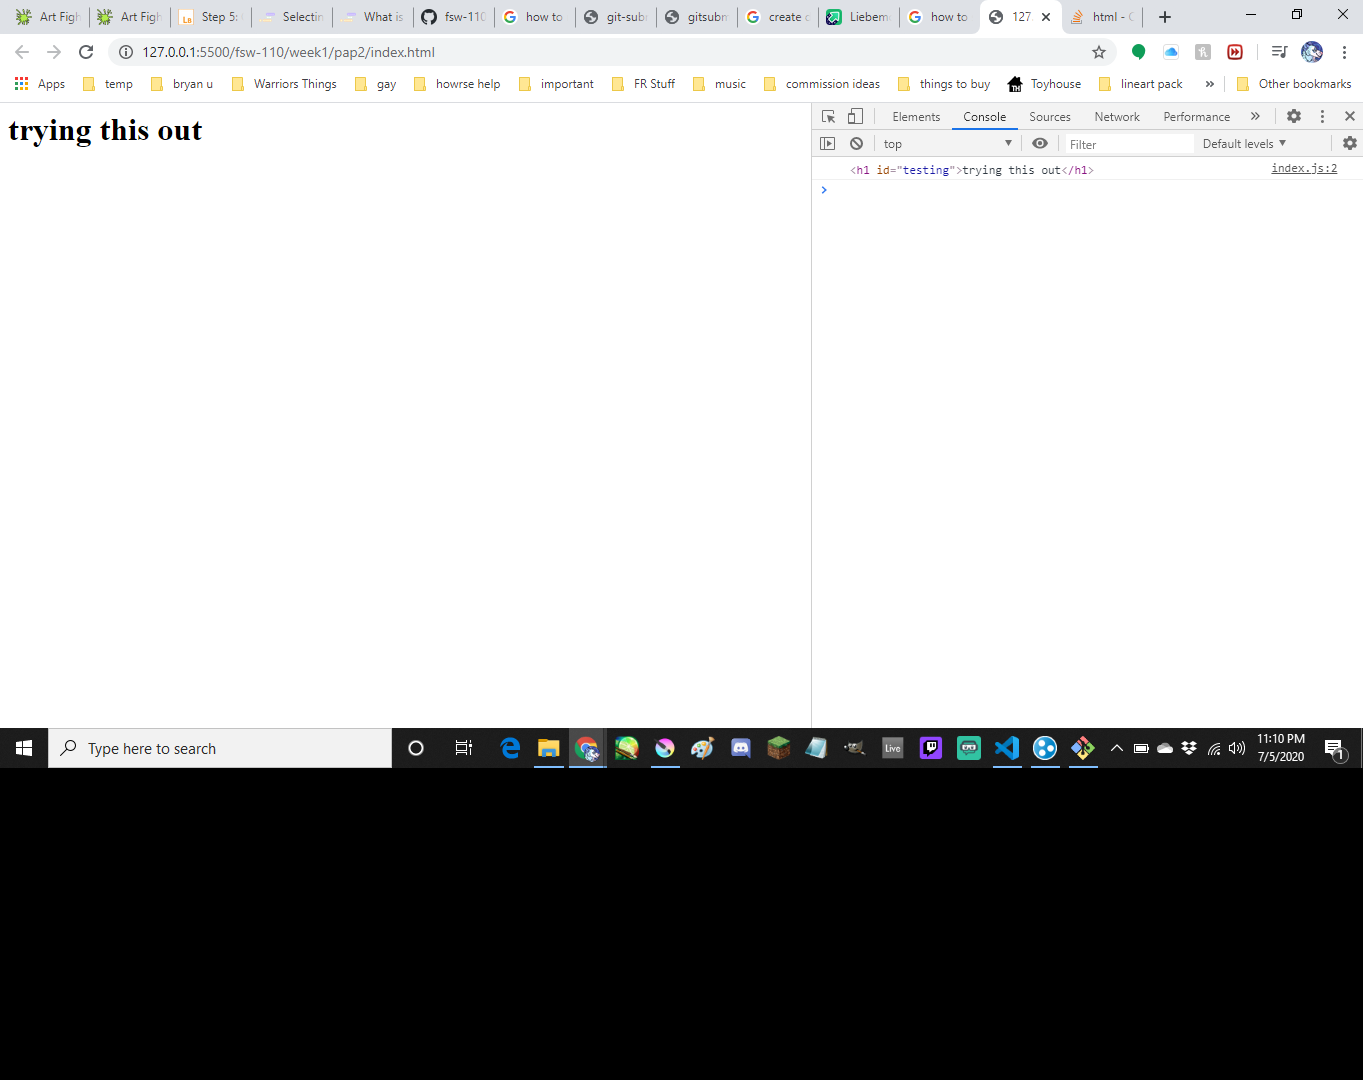 Art Figh Art Figh Step 5: Selectin What is fsw-110 how to git-sub gitsubm create c Liebem how to 127. html -
127.0.0.1:5500/fsw-110/week1/pap2/index.html
Apps temp bryan u Warriors Things gay howrse help important FR Stuff music commission ideas things to buy TH Toyhouse lineart pack » Other bookmarks
trying this out
Elements Console Sources Network Performance »
top Filter Default levels
<h1 id="testing">trying this out</h1> index.js:2
Type here to search
Live
11:10 PM
7/5/2020
1